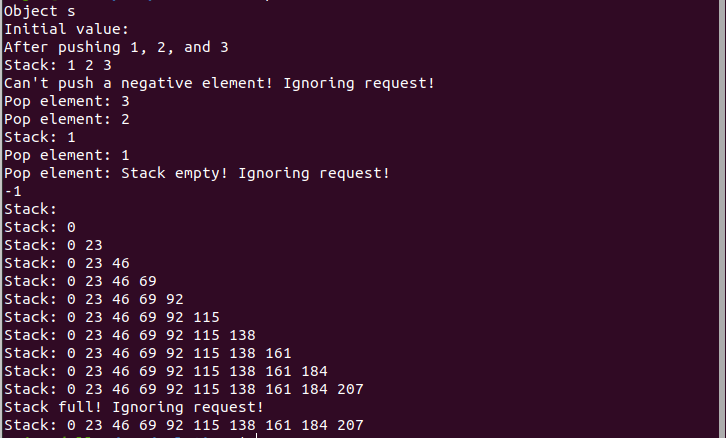 Object s
Initial value:
After pushing 1, 2, and 3
Stack: 1 2 3
Can't push a negative element! Ignoring request!
Pop element: 3
Pop element: 2
Stack: 1
Pop element: 1
Pop element: Stack empty! Ignoring request!
-1
Stack:
Stack: 0
Stack: 0 23
Stack: 0 23 46
Stack: 0 23 46 69
Stack: 0 23 46 69 92
Stack: 0 23 46 69 92 115
Stack: 0 23 46 69 92 115 138
Stack: 0 23 46 69 92 115 138 161
Stack: 0 23 46 69 92 115 138 161 184
Stack: 0 23 46 69 92 115 138 161 184 207
Stack full! Ignoring request!
Stack: 0 23 46 69 92 115 138 161 184 207